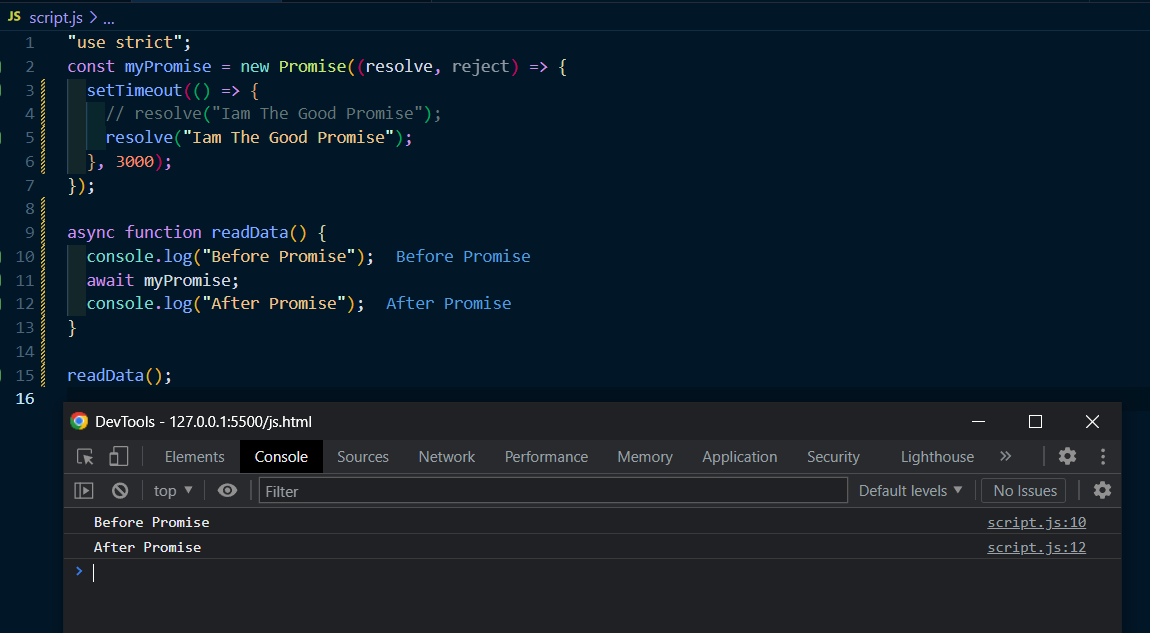 JS script.js > ...
1 "use strict";
2 const myPromise = new Promise((resolve, reject) => {
3 setTimeout(() => {
4 // resolve("Iam The Good Promise");
5 resolve("Iam The Good Promise");
6 }, 3000);
7 });
8
9 async function readData() {
10 console.log("Before Promise"); Before Promise
11 await myPromise;
12 console.log("After Promise"); After Promise
13 }
14
15 readData();
16
DevTools - 127.0.0.1:5500/js.html
Elements Console Sources Network Performance Memory Application Security Lighthouse »
top ▼ Filter Default levels ▼ No Issues
Before Promise script.js:10
After Promise script.js:12
>